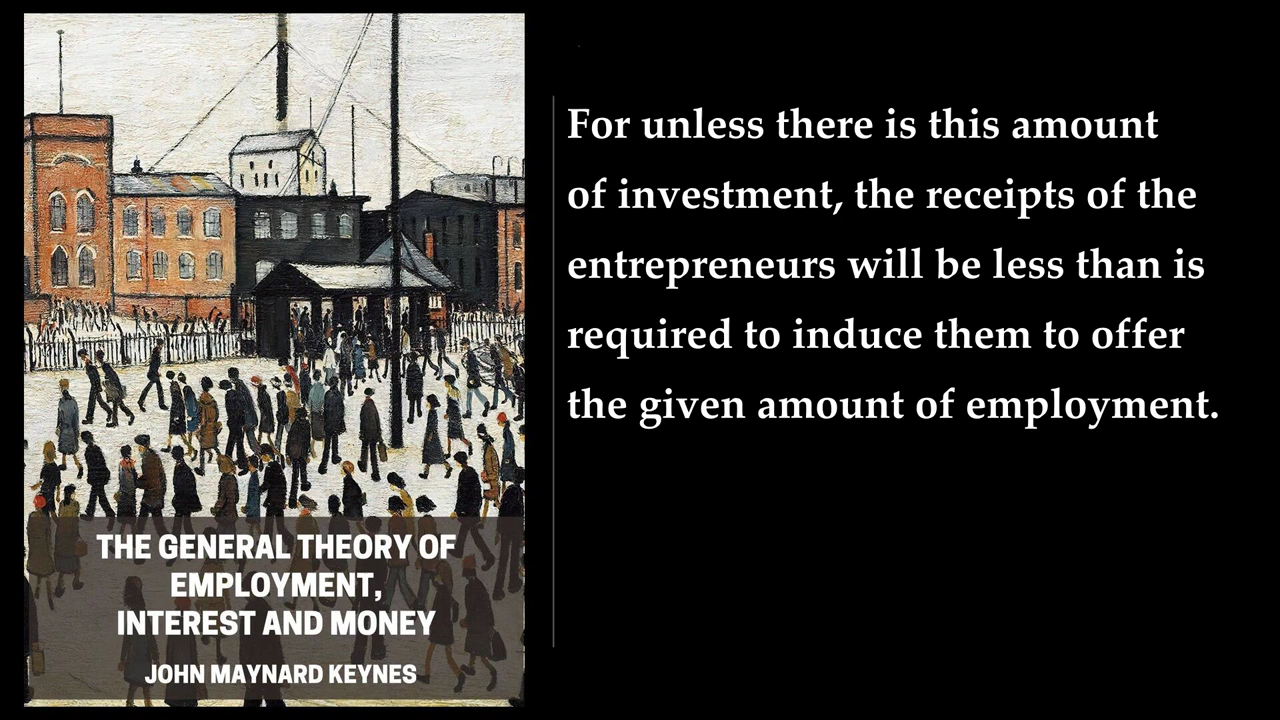 For unless there is this amount
of investment, the receipts of the
entrepreneurs will be less than is
required to induce them to offer
the given amount of employment.
THE GENERAL THEORY OF
EMPLOYMENT,
INTEREST AND MONEY
JOHN MAYNARD KEYNES